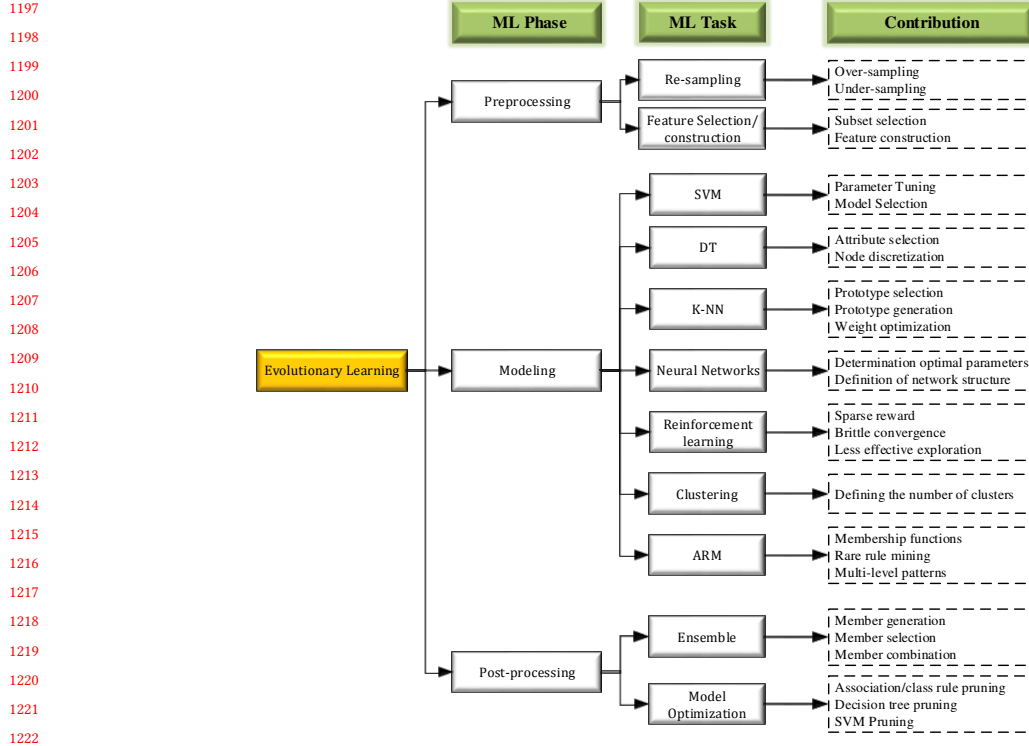 1197
1198
1199
1200
1201
1202
1203
1204
1205
1206
1207
1208
1209
1210
1211
1212
1213
1214
1215
1216
1217
1218
1219
1220
1221
1222
ML Phase
ML Task
Contribution
Evolutionary Learning
Preprocessing
Re-sampling
Over-sampling
Under-sampling
Feature Selection/
construction
Subset selection
Feature construction
Modeling
SVM
Parameter Tuning
Model Selection
DT
Attribute selection
Node discretization
K-NN
Prototype selection
Prototype generation
Weight optimization
Neural Networks
Determination optimal parameters
Definition of network structure
Reinforcement
learning
Sparse reward
Brittle convergence
Less effective exploration
Clustering
Defining the number of clusters
ARM
Membership functions
Rare rule mining
Multi-level patterns
Post-processing
Ensemble
Member generation
Member selection
Member combination
Model
Optimization
Association/class rule pruning
Decision tree pruning
SVM Pruning